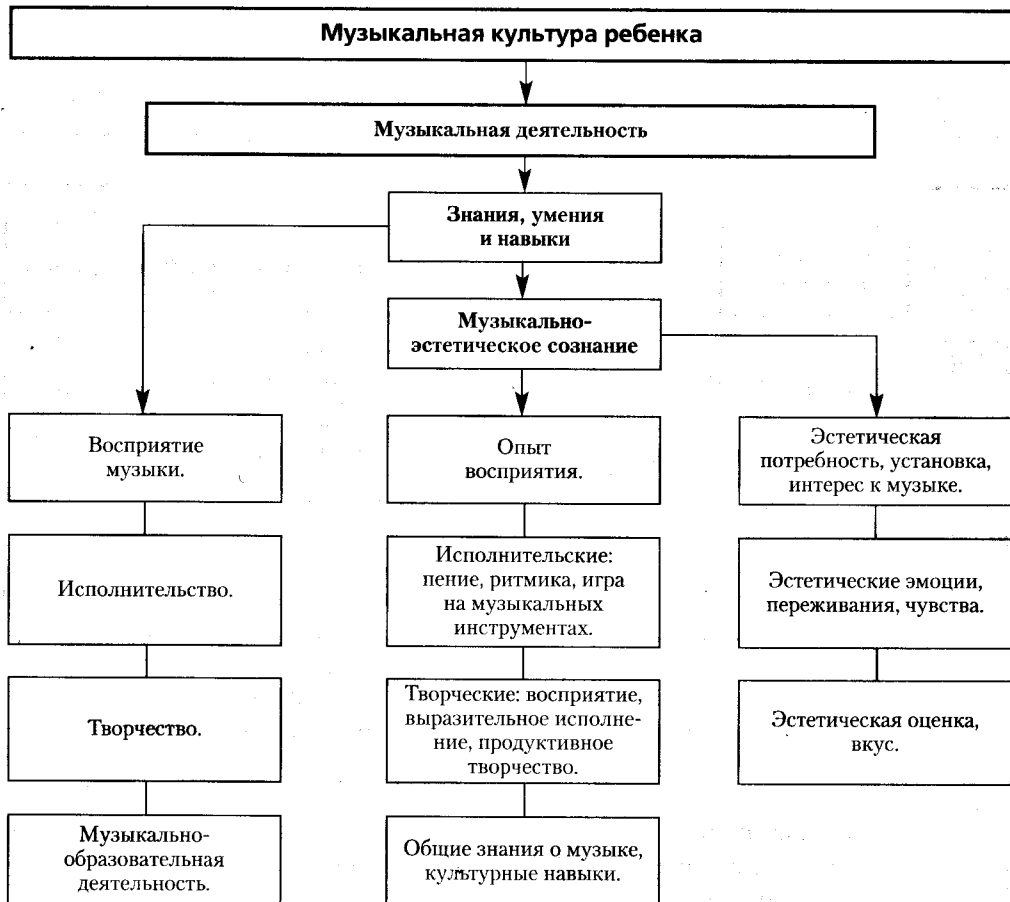 Музыкальная культура ребенка
Музыкальная деятельность
Знания, умения
и навыки
Музыкально-
эстетическое сознание
Восприятие
музыки.
Исполнительство.
Творчество.
Музыкально-
образовательная
деятельность.
Опыт
восприятия.
Исполнительские:
пение, ритмика, игра
на музыкальных
инструментах.
Творческие: восприятие,
выразительное исполне-
ние, продуктивное
творчество.
Общие знания о музыке,
культурные навыки.
Эстетическая
потребность, установка,
интерес к музыке.
Эстетические эмоции,
переживания, чувства.
Эстетическая оценка,
вкус.